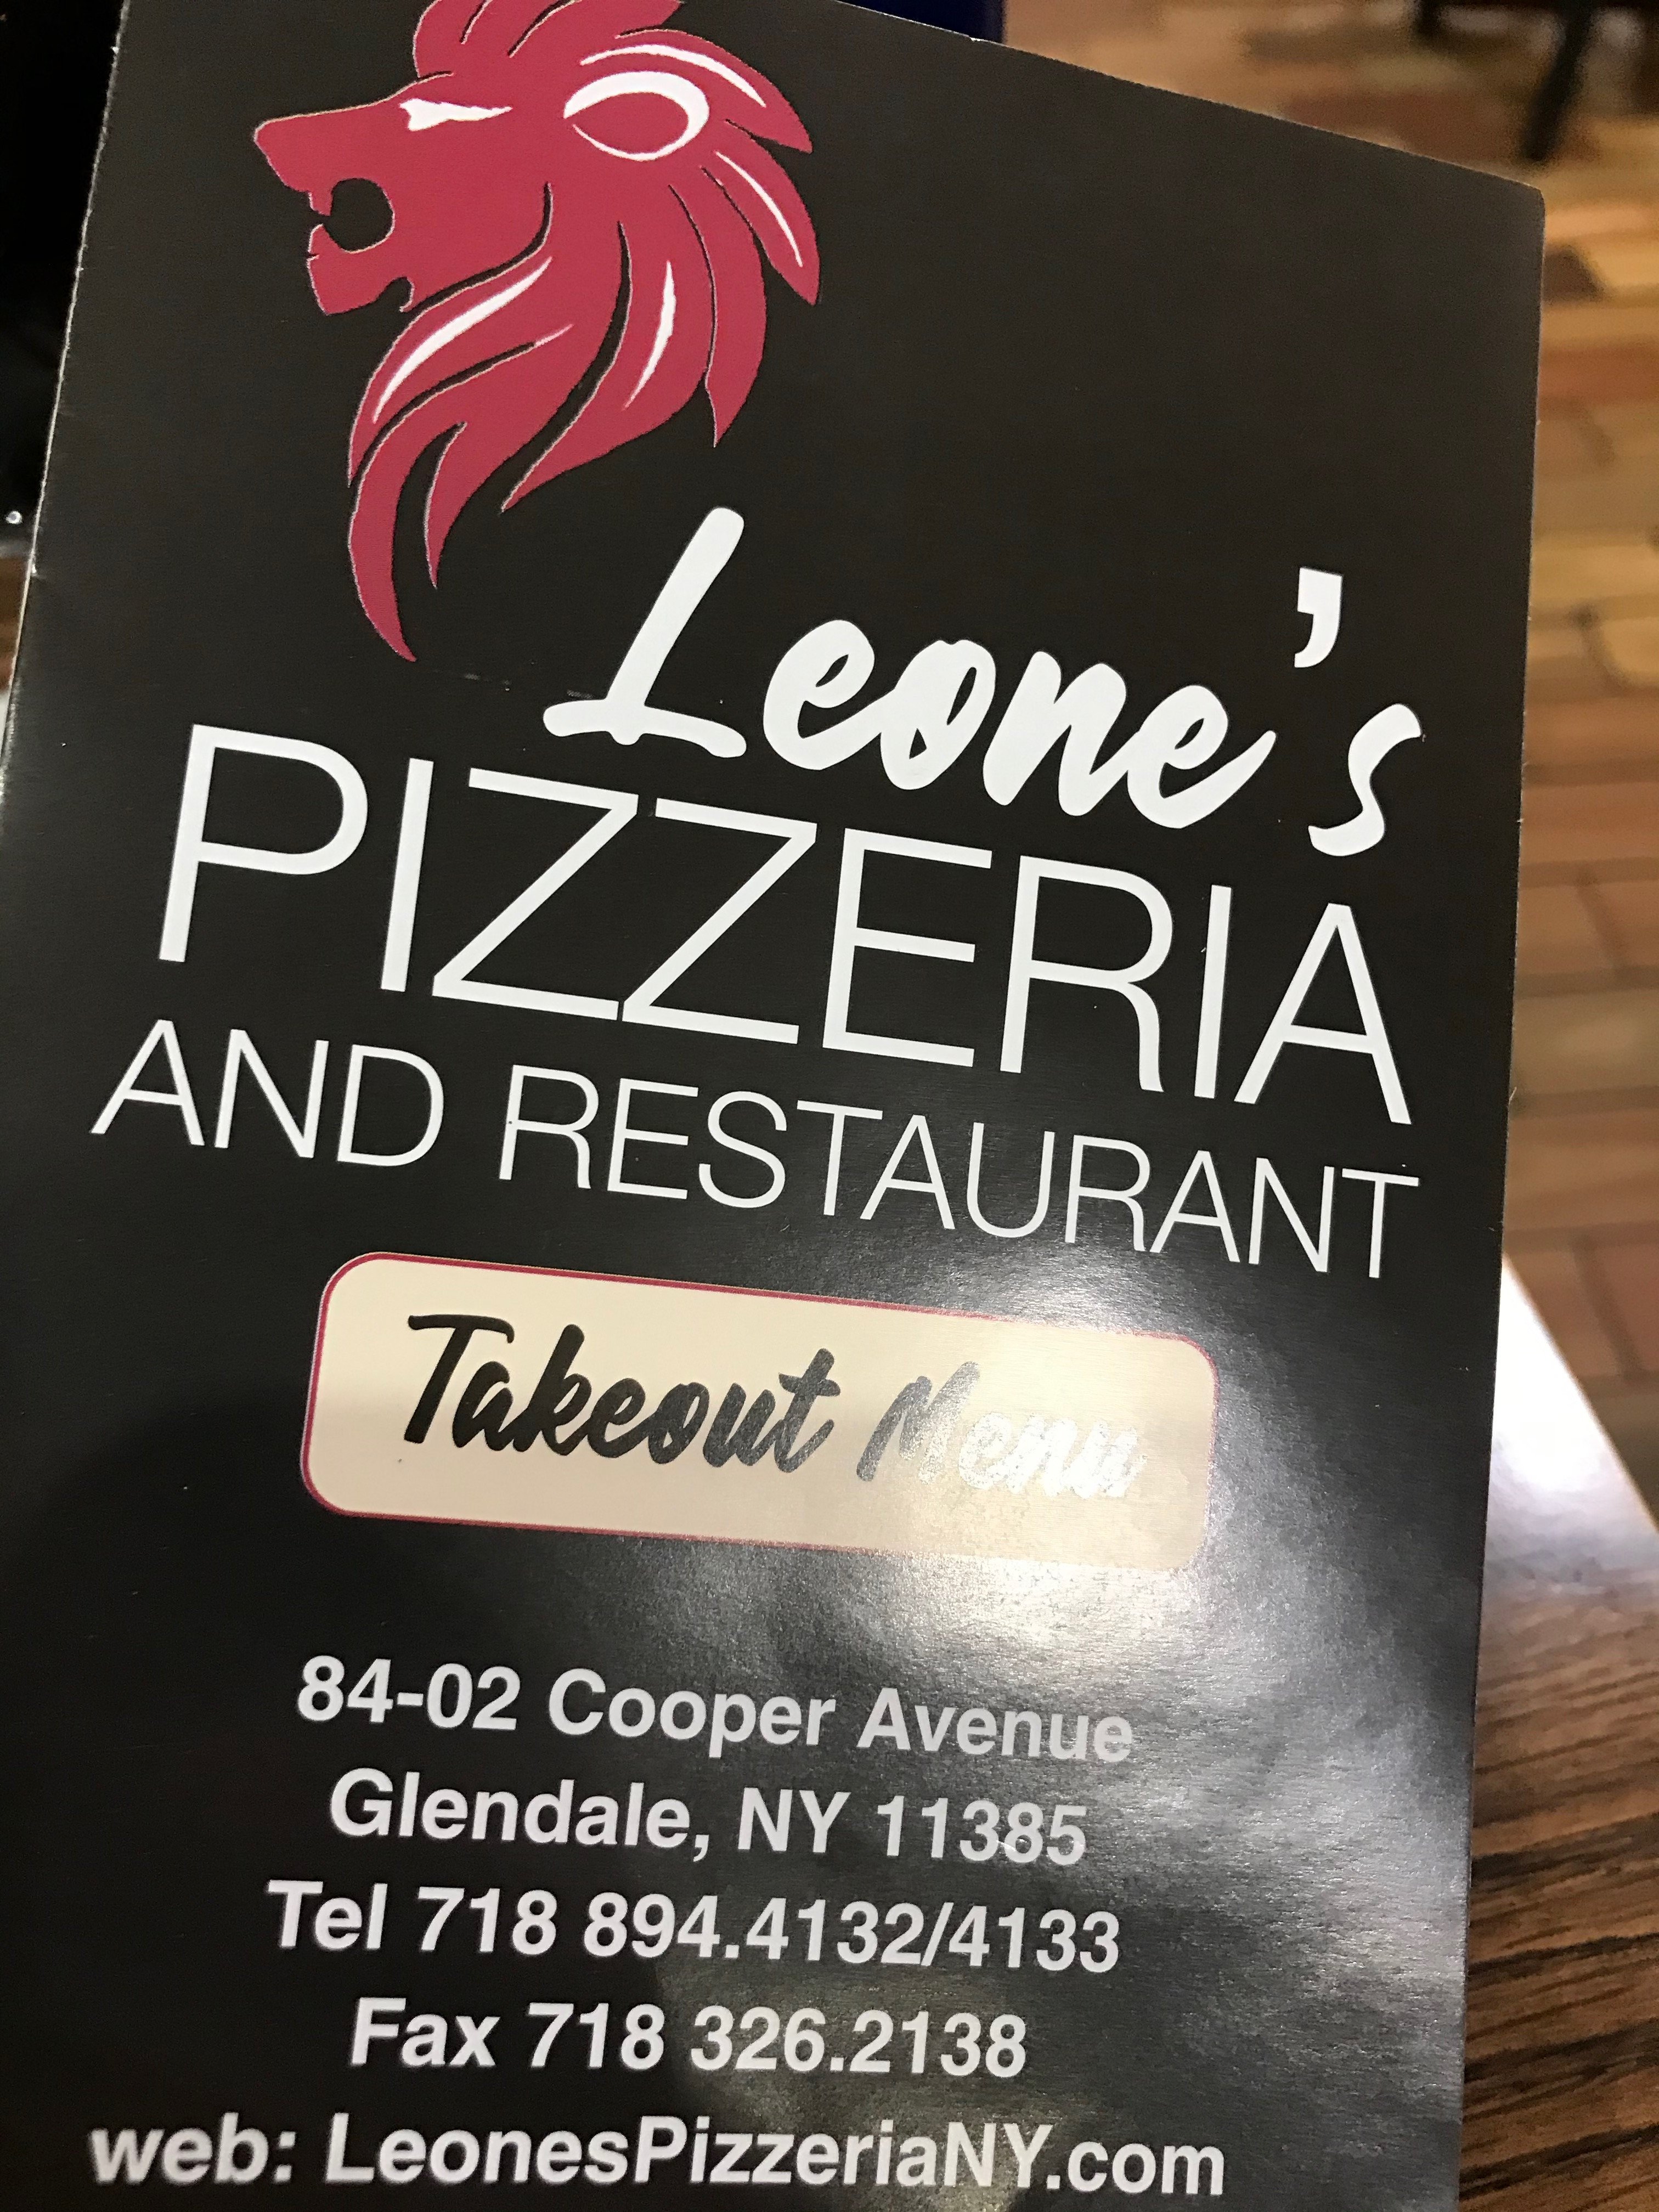 Leone's
PIZZERIA
AND RESTAURANT
Takeout Menu
84-02 Cooper Avenue
Glendale, NY 11385
Tel 718 894.4132/4133
Fax 718 326.2138
web: LeonesPizzeriaNY.com